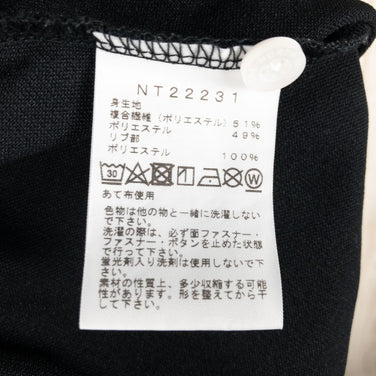 NT22231
身生地
複合繊維(ポリエステル)51%
ポリエステル 49%
リブ部
ポリエステル 100%
30
W
あて布使用
色物は他の物と一緒に洗濯しない
で下さい。
洗濯の際は、必ず面ファスナー・
ファスナー・ボタンを止めた状態
で行って下さい。
蛍光剤入り洗剤は使用しないで下
さい。
素材の性質上、多少収縮する可能
性があります。形を整えてから干
して下さい。